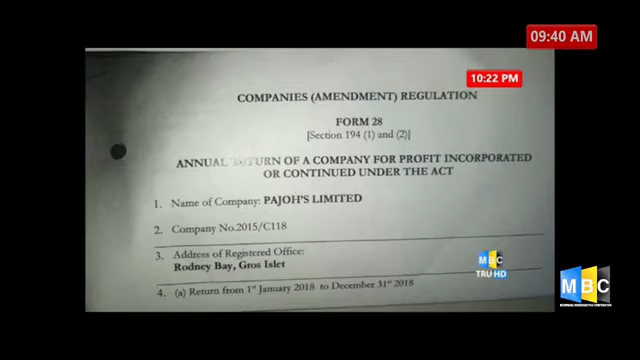 09:40 AM
10:22 PM
COMPANIES (AMENDMENT) REGULATION
FORM 28
[Section 194 (1) and (2)]
ANNUAL RETURN OF A COMPANY FOR PROFIT INCORPORATED
OR CONTINUED UNDER THE ACT
1. Name of Company: PAJOH'S LIMITED
2. Company No.2015/C118
3. Address of Registered Office:
Rodney Bay, Gros Islet
4. (a) Return from 1st January 2018 to December 31st 2018
MBC
TRU HD
MBC